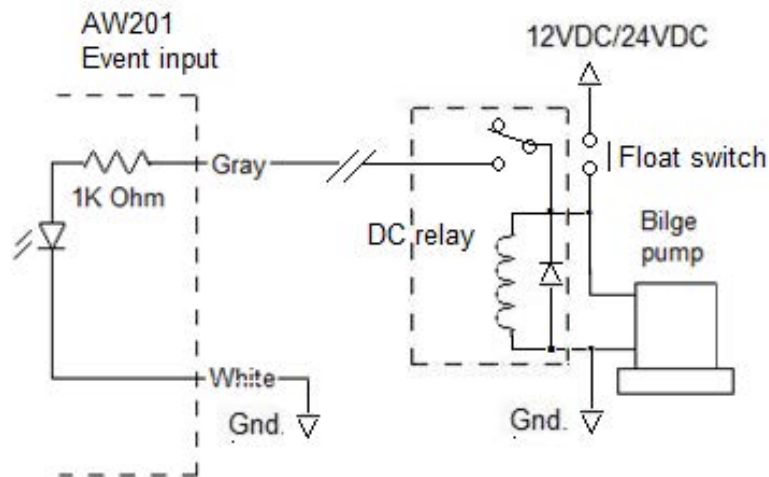 AW201
Event input
12VDC/24VDC
Gray
Float switch
1K Ohm
DC relay
Bilge
pump
White
Gnd.
Gnd.